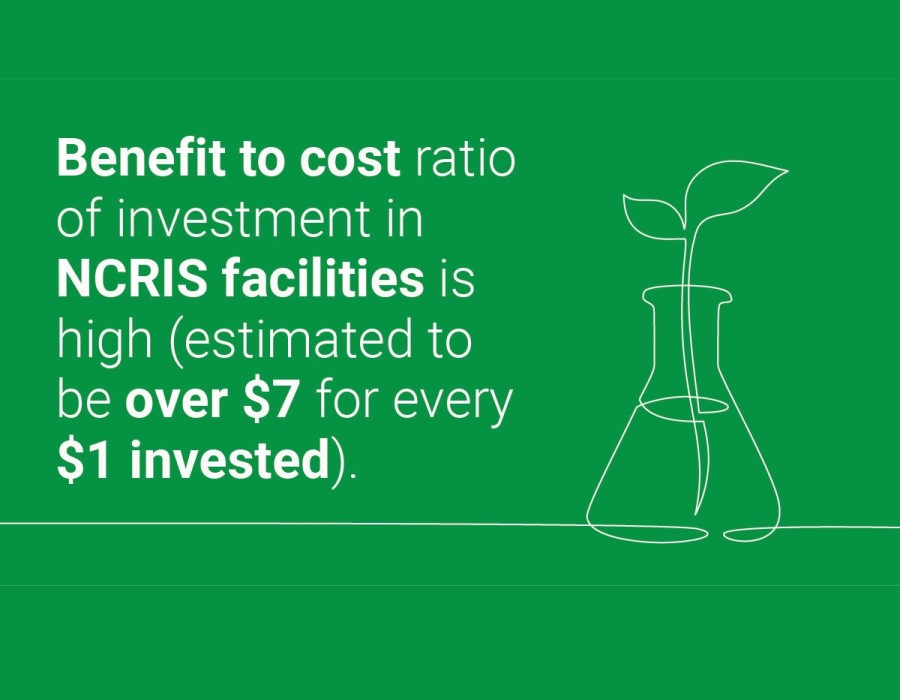 Benefit to cost ratio
of investment in
NCRIS facilities is
high (estimated to
be over $7 for every
$1 invested).